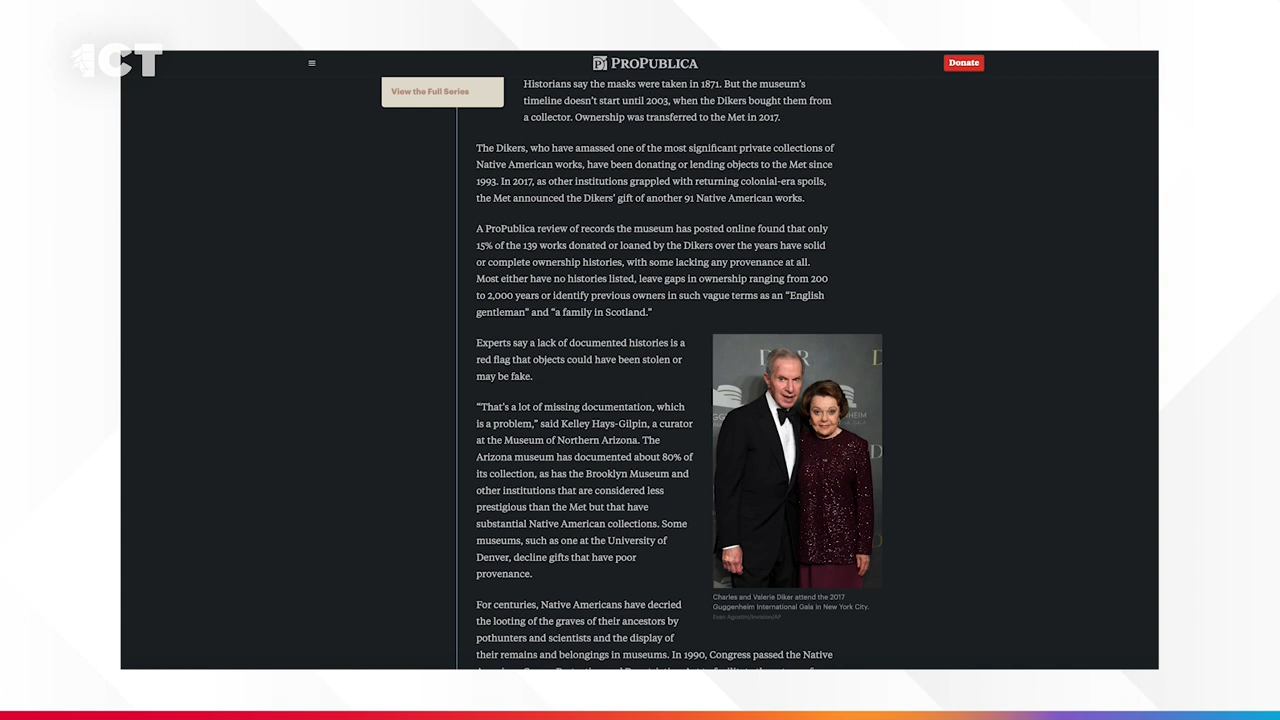 ICT
PROPUBLICA
Donate
View the Full Series
Historians say the masks were taken in 1871. But the museum’s
timeline doesn’t start until 2003, when the Dikers bought them from
a collector. Ownership was transferred to the Met in 2017.
The Dikers, who have amassed one of the most significant private collections of
Native American works, have been donating or lending objects to the Met since
1993. In 2017, as other institutions grappled with returning colonial-era spoils,
the Met announced the Dikers’ gift of another 91 Native American works.
A ProPublica review of records the museum has posted online found that only
15% of the 139 works donated or loaned by the Dikers over the years have solid
or complete ownership histories, with some lacking any provenance at all.
Most either have no histories listed, leave gaps in ownership ranging from 200
to 2,000 years or identify previous owners in such vague terms as an “English
gentleman” and “a family in Scotland.”
Experts say a lack of documented histories is a
red flag that objects could have been stolen or
may be fake.
“That’s a lot of missing documentation, which
is a problem,” said Kelley Hays-Gilpin, a curator
at the Museum of Northern Arizona. The
Arizona museum has documented about 80% of
its collection, as has the Brooklyn Museum and
other institutions that are considered less
prestigious than the Met but that have
substantial Native American collections. Some
museums, such as one at the University of
Denver, decline gifts that have poor
provenance.
Charles and Valerie Diker attend the 2017
Guggenheim International Gala in New York City.
Evan Agostini/Invision/AP
For centuries, Native Americans have decried
the looting of the graves of their ancestors by
pothunters and scientists and the display of
their remains and belongings in museums. In 1990, Congress passed the Native